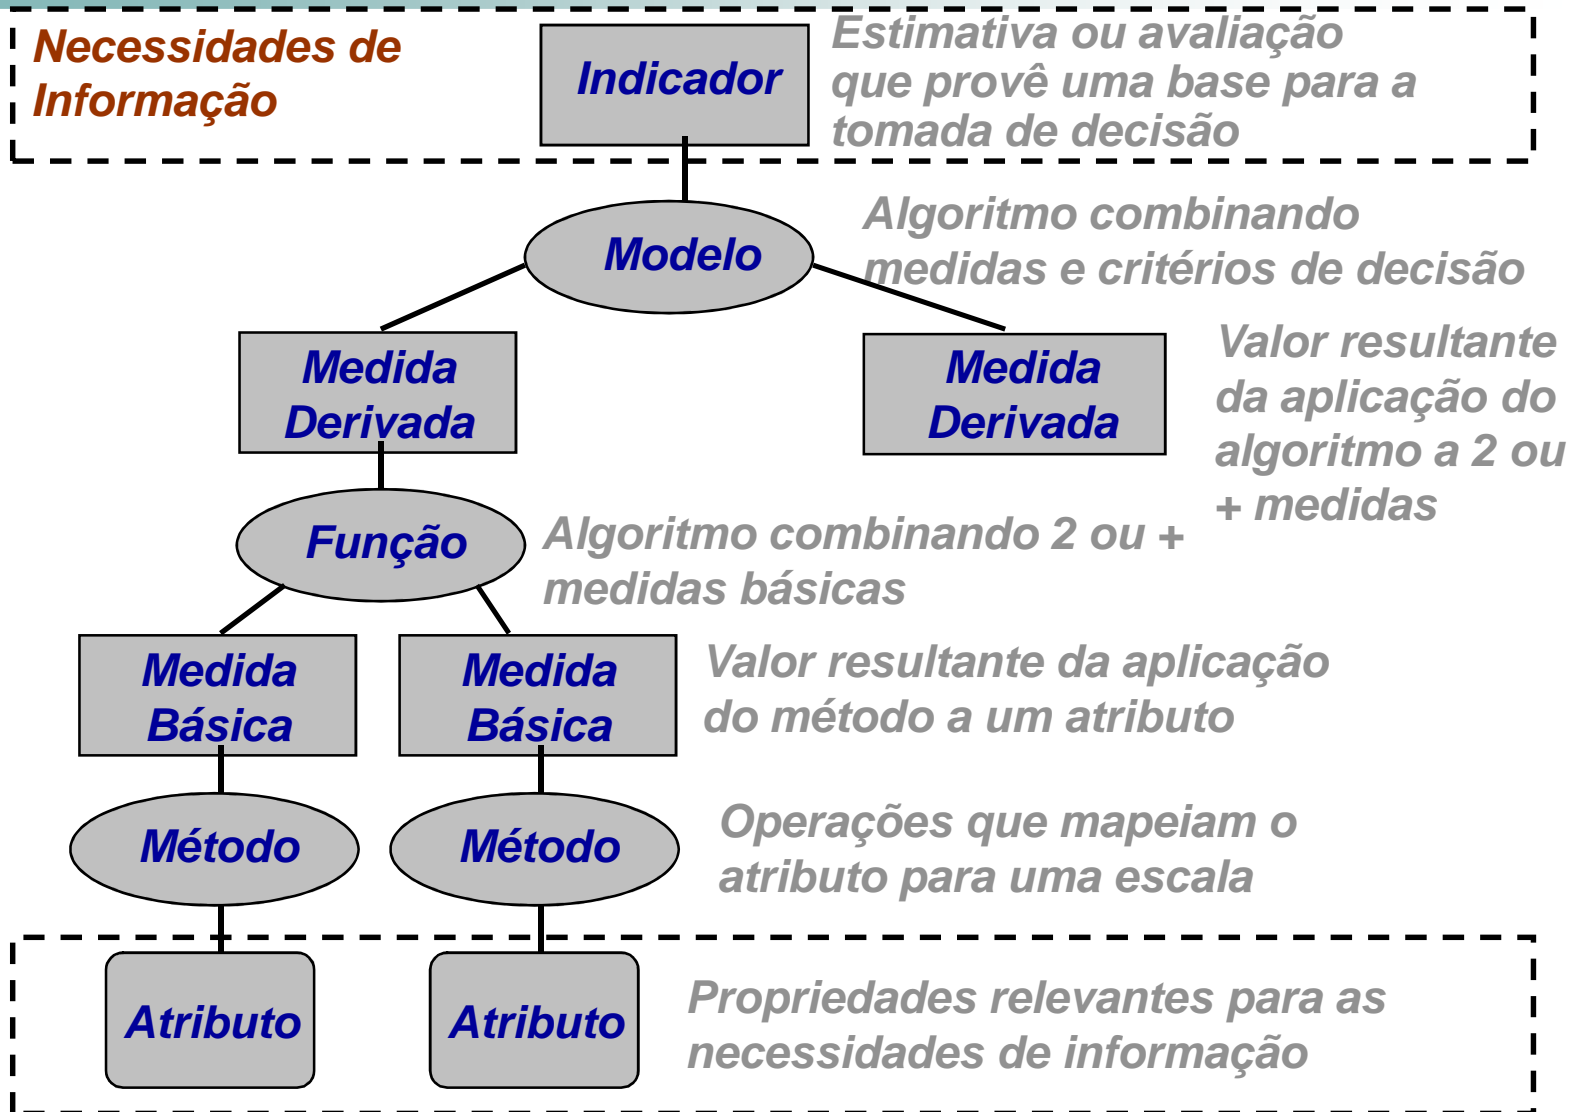 Necessidades de
Informação
Indicador
Estimativa ou avaliação
que provê uma base para a
tomada de decisão
Modelo
Algoritmo combinando
medidas e critérios de decisão
Medida
Derivada
Medida
Derivada
Valor resultante
da aplicação do
algoritmo a 2 ou
+ medidas
Função
Algoritmo combinando 2 ou +
medidas básicas
Medida
Básica
Medida
Básica
Valor resultante da aplicação
do método a um atributo
Método
Método
Operações que mapeiam o
atributo para uma escala
Atributo
Atributo
Propriedades relevantes para as
necessidades de informação